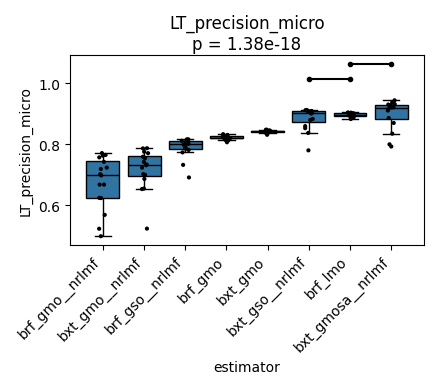 LT_precision_micro
p = 1.38e-18
LT_precision_micro
1.0
0.8
0.6
brf_gmo__nrlmf
bxt_gmo__nrlmf
brf_gso__nrlmf
brf_gmo
bxt_gmo
bxt_gso__nrlmf
brf_lmo
bxt_gmosa__nrlmf
estimator